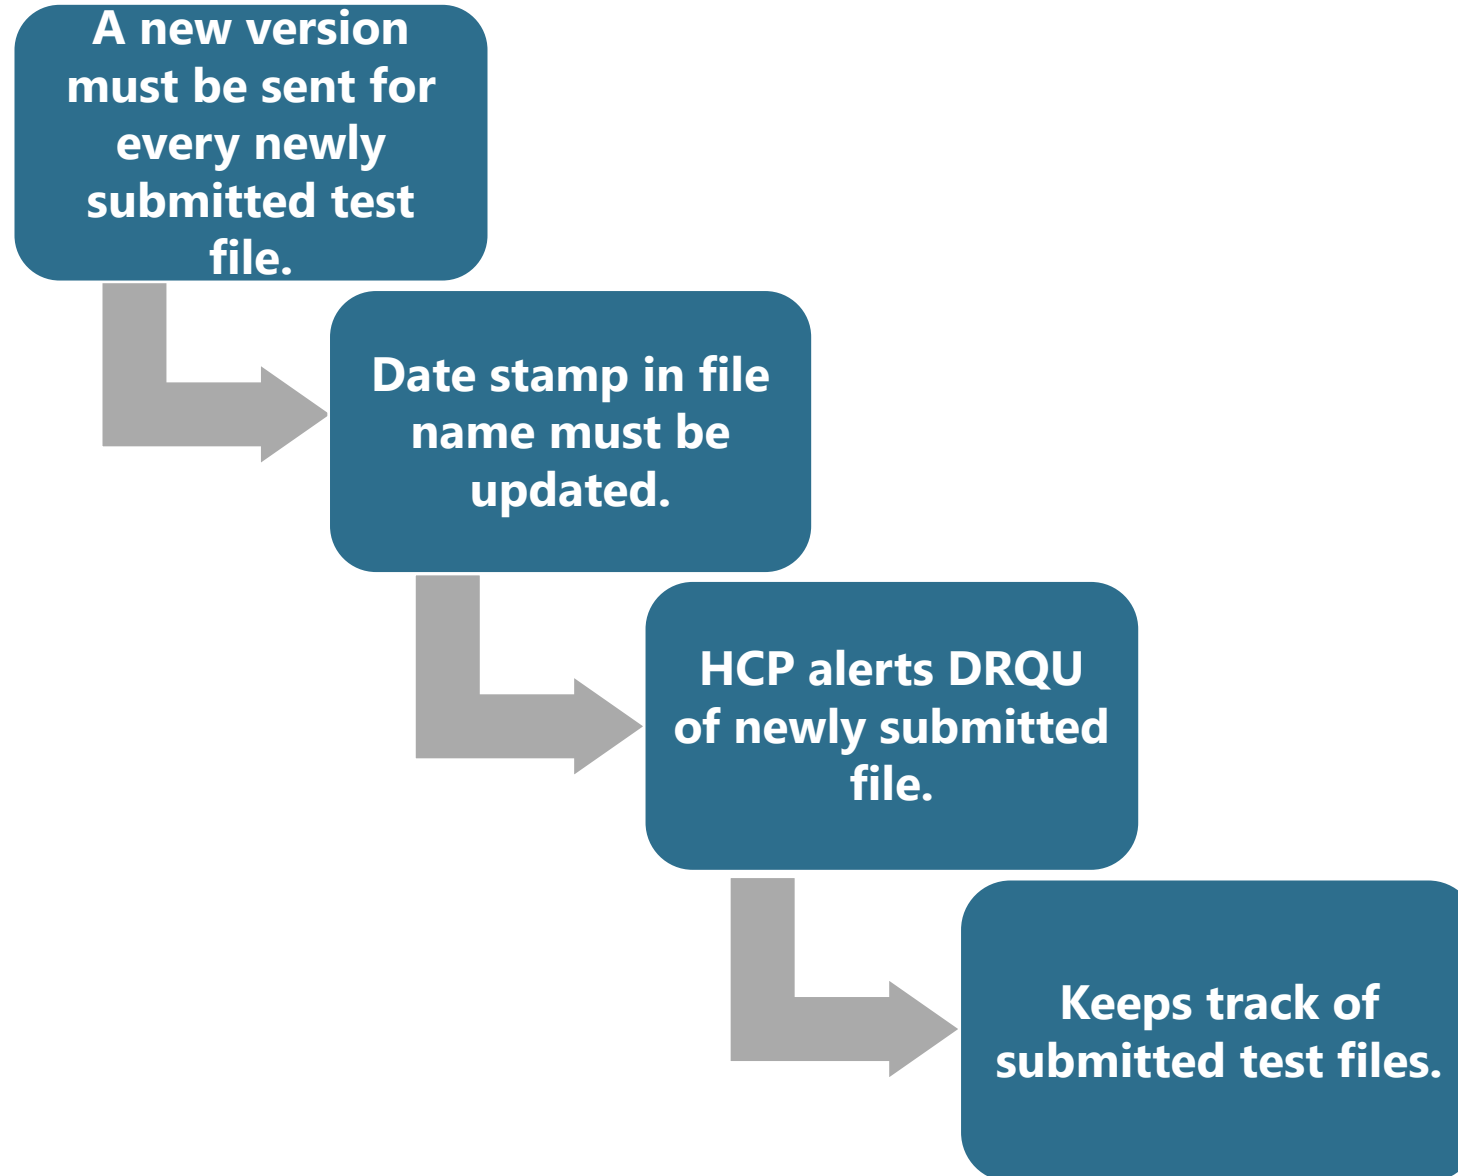 A new version
must be sent for
every newly
submitted test
file.
Date stamp in file
name must be
updated.
HCP alerts DRQU
of newly submitted
file.
Keeps track of
submitted test files.